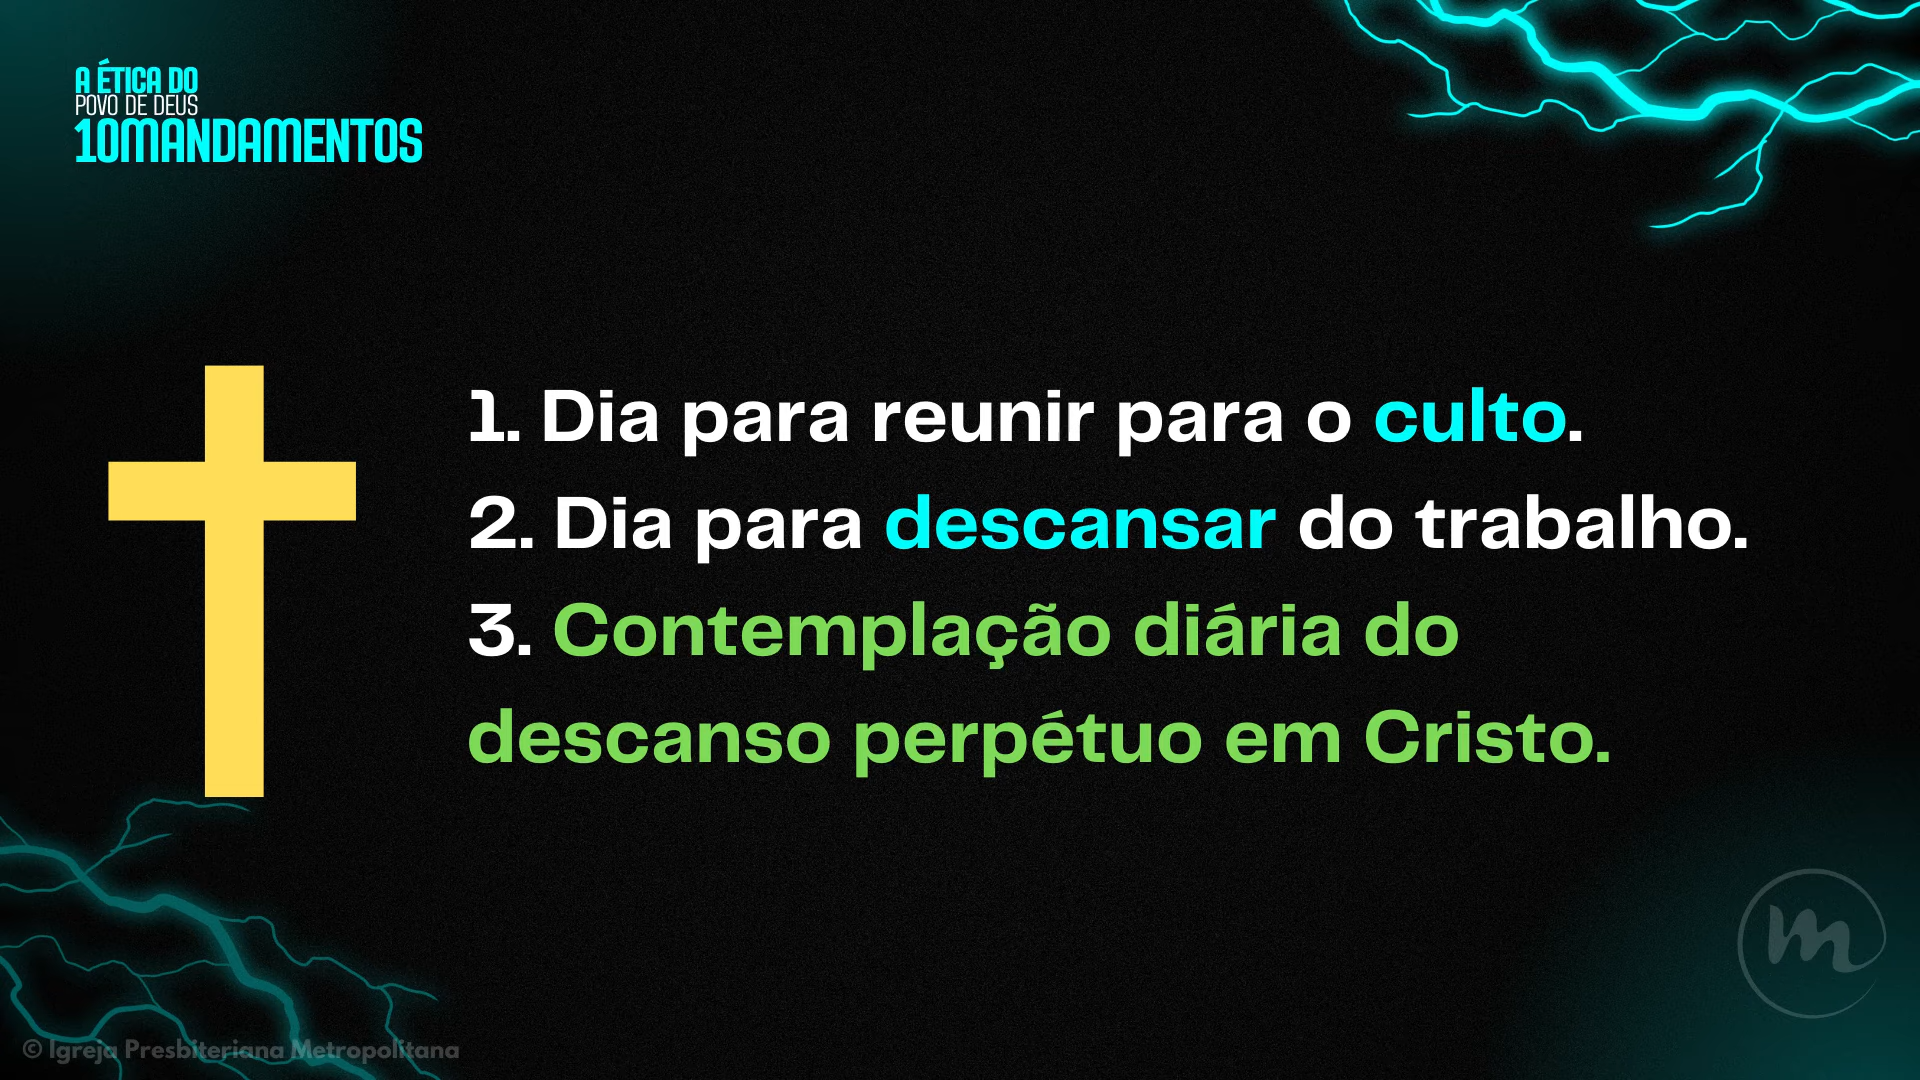 A ÉTICA DO
POVO DE DEUS
10MANDAMENTOS
1. Dia para reunir para o culto.
2. Dia para descansar do trabalho.
3. Contemplação diária do
descanso perpétuo em Cristo.
m
© Igreja Presbiteriana Metropolitana